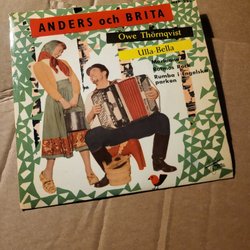 ANDERS och BRITA
Owe Thörnqvist
Ulla-Bella
Rumba i Engelska
parken